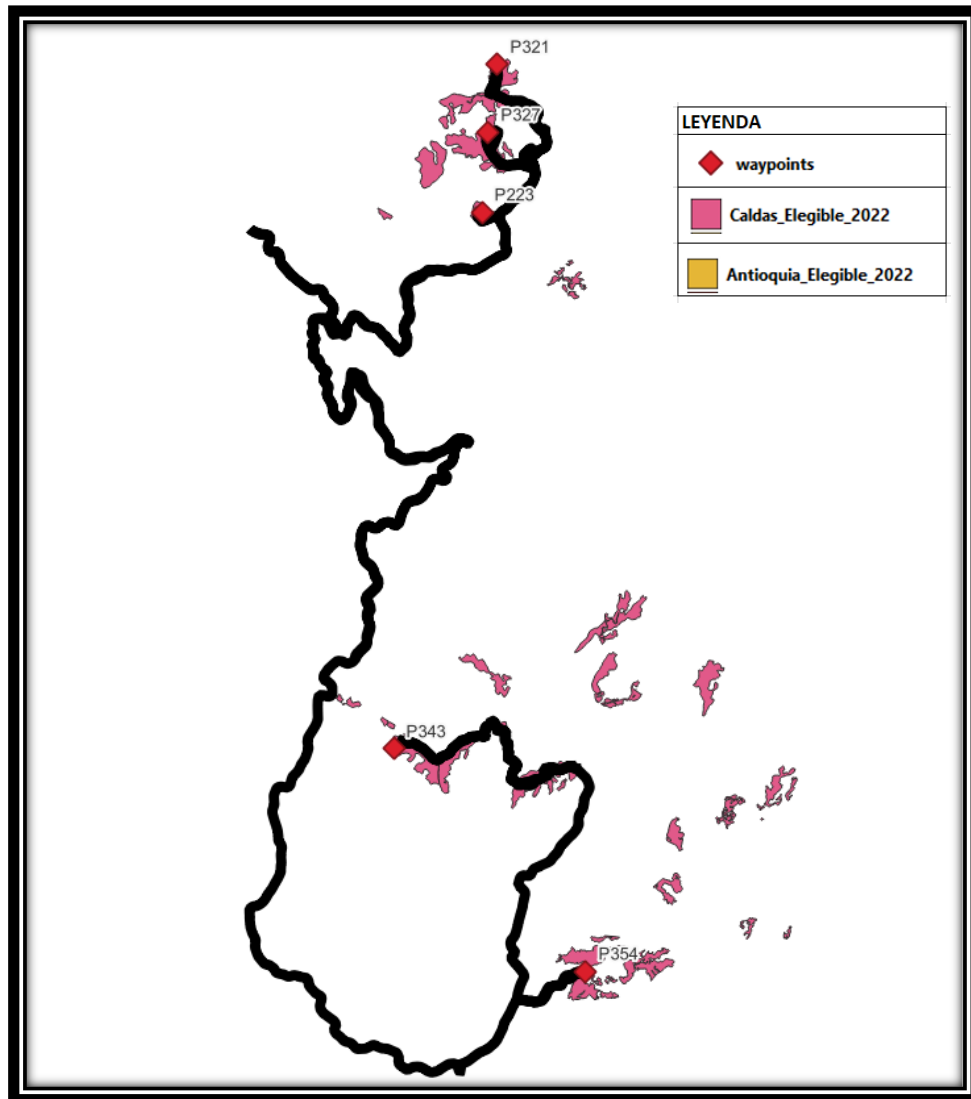 P321
LEYENDA
P327
waypoints
P223
Caldas_Elegible_2022
Antioquia_Elegible_2022
P343
P354